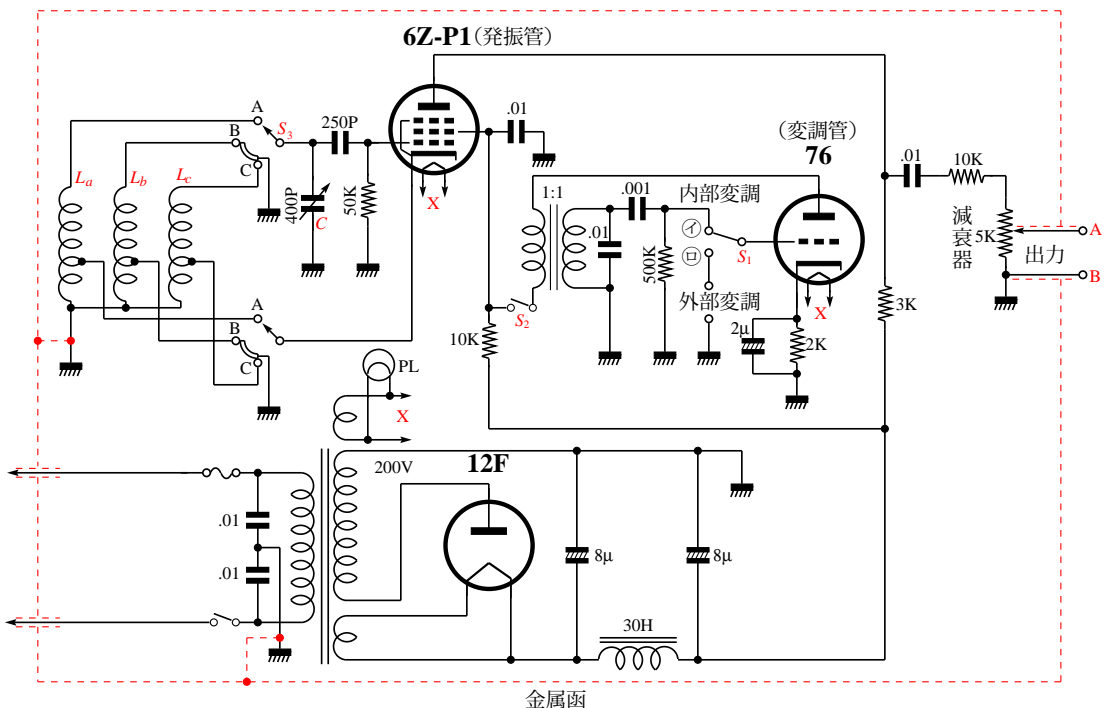 6Z-P1(発振管)
A
S3
B
C
250P
.01
La
Lb
Lc
400P
C
50K
X
(変調管)
76
1:1
.001
内部変調
.01
500K
㋑
㋺
S1
外部変調
.01
10K
減衰器
5K
A
出力
B
A
B
C
S2
10K
2μ
2K
X
3K
PL
X
200V
12F
.01
.01
8μ
8μ
30H
金属函